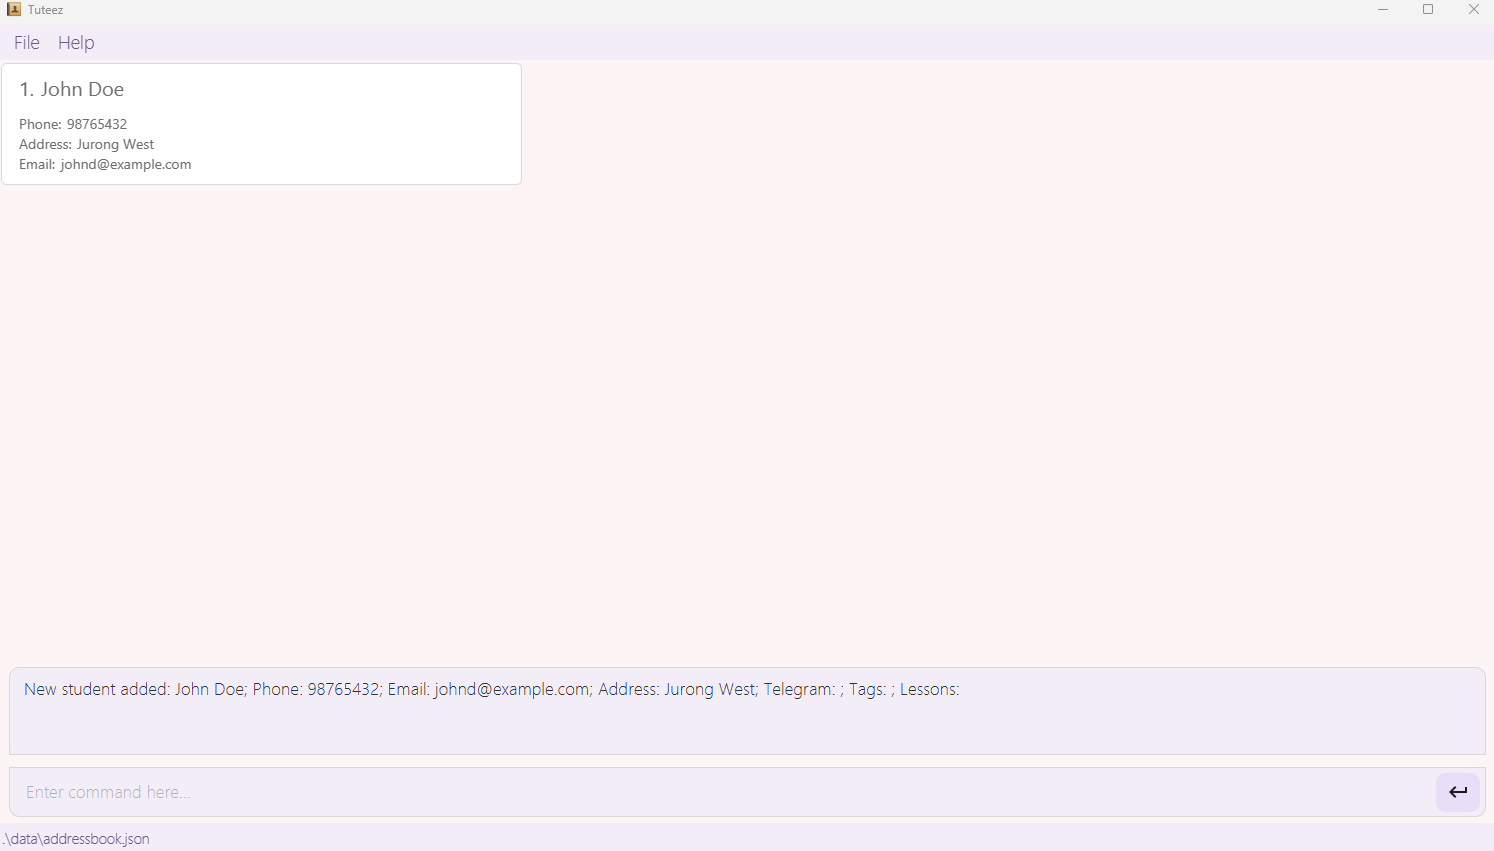 Tuteez
File Help
1. John Doe
Phone: 98765432
Address: Jurong West
Email: johnd@example.com
New student added: John Doe; Phone: 98765432; Email: johnd@example.com; Address: Jurong West; Telegram: ; Tags: ; Lessons:
Enter command here...
.\data\addressbook.json